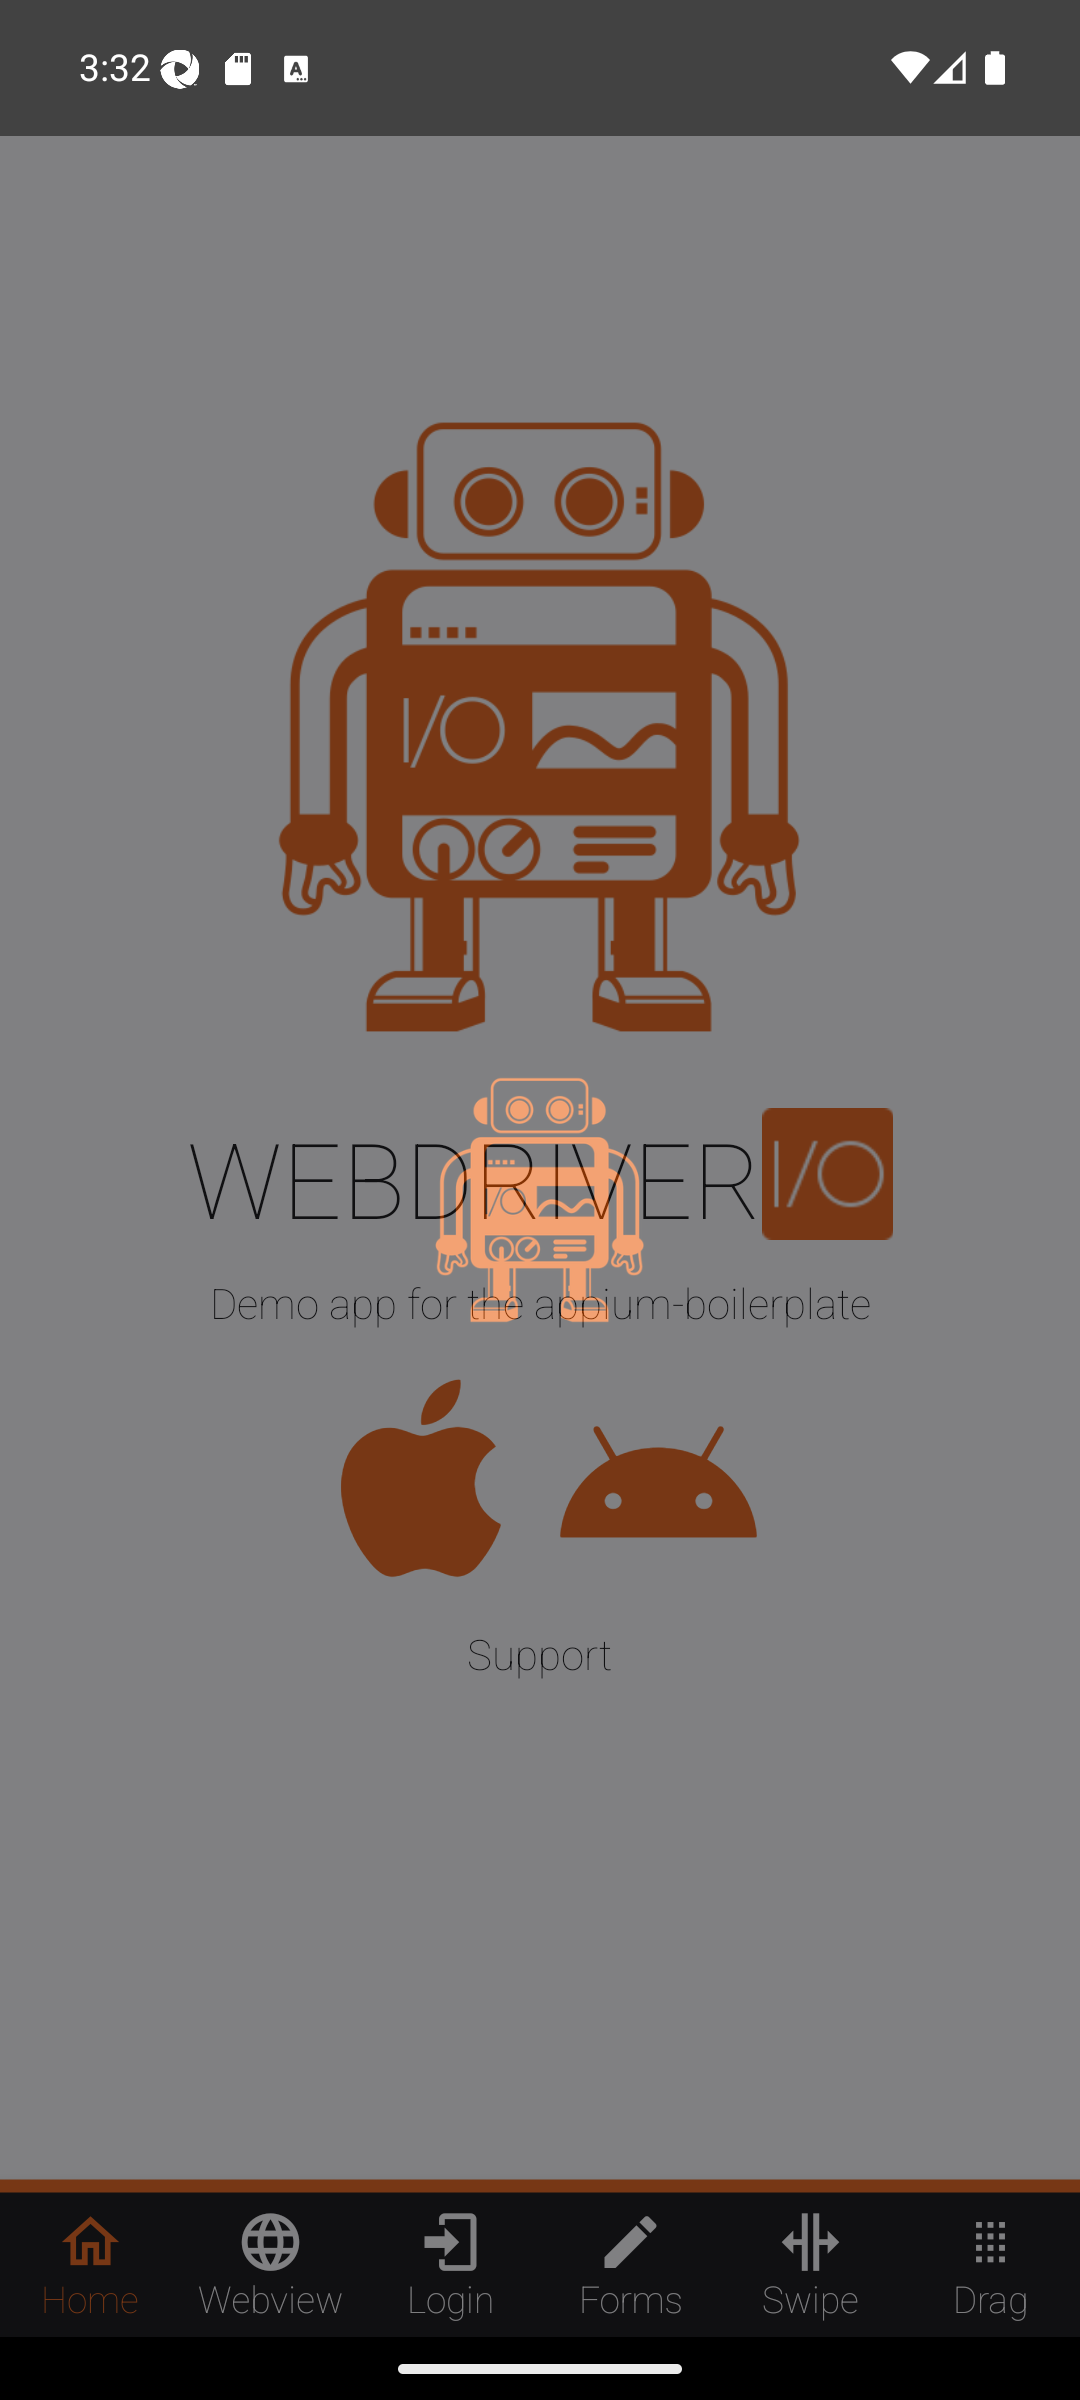 3:32
I/O
WEBDRIVER I/O
I/O
Demo app for the appium-boilerplate
Support
Home Webview Login Forms Swipe Drag